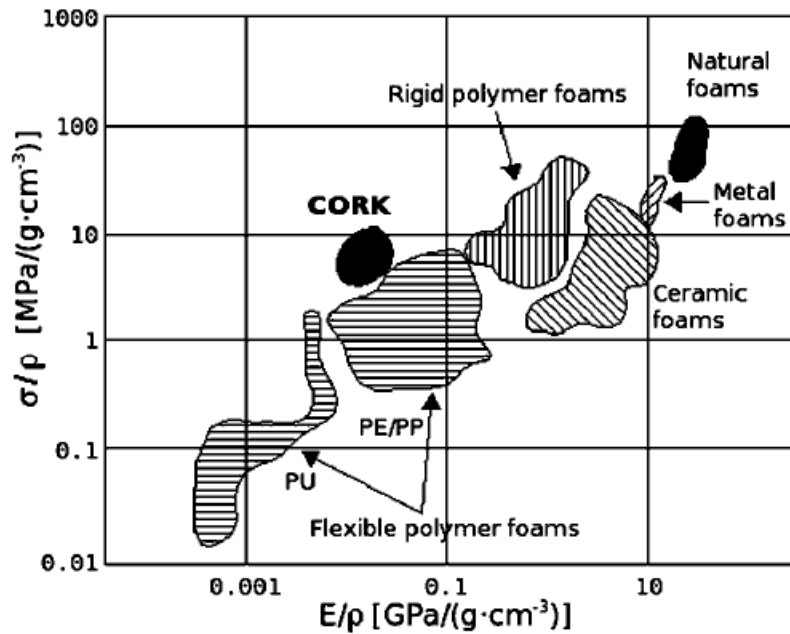 1000
Natural
foams
Rigid polymer foams
100
CORK
Metal
foams
10
Ceramic
foams
1
σ/ρ [MPa/(g·cm⁻³)]
PE/PP
0.1
PU
Flexible polymer foams
0.01
0.001
0.1
10
E/ρ [GPa/(g·cm⁻³)]